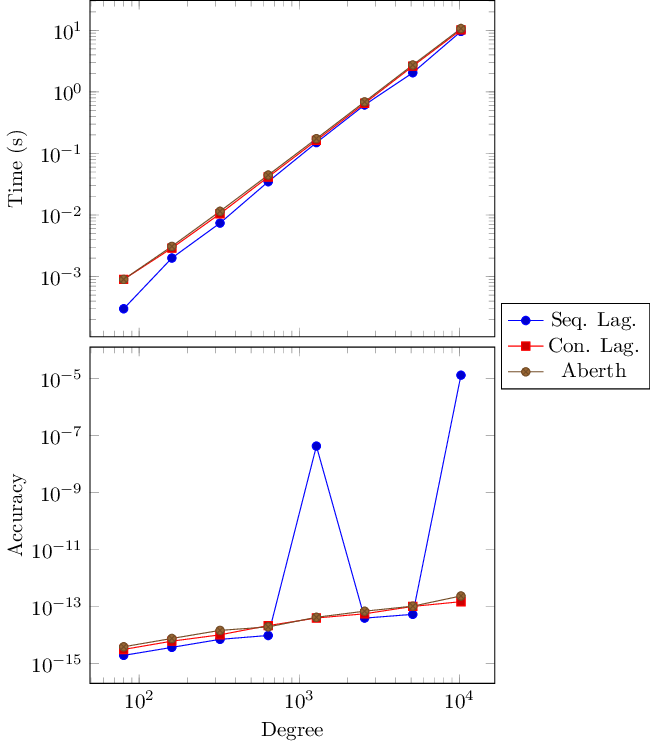 10^1
10^0
10^−1
10^−2
10^−3
Time (s)
Seq. Lag.
Con. Lag.
Aberth
10^−5
10^−7
10^−9
10^−11
10^−13
10^−15
Accuracy
10^2
10^3
10^4
Degree